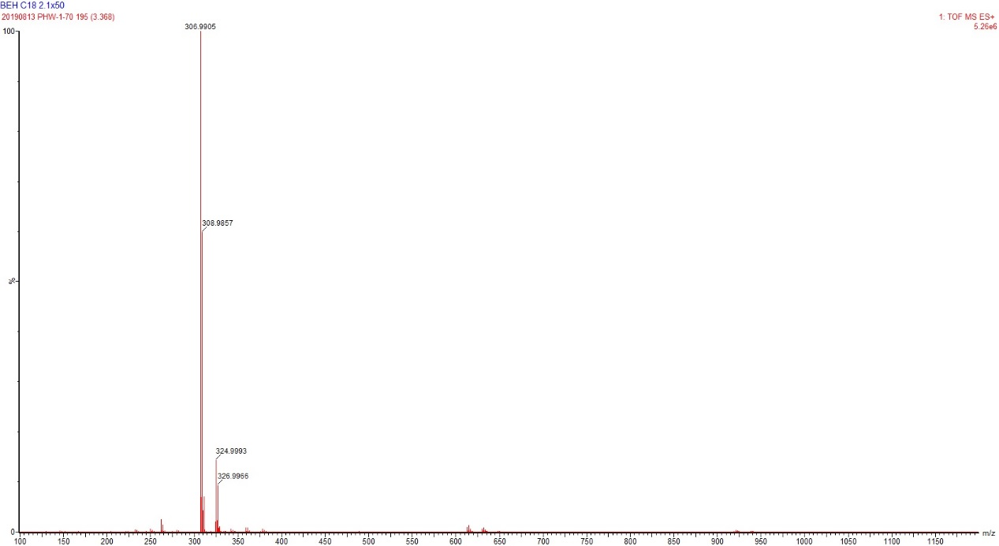 BEH C18 2.1x50
20190813 PHW-1-70 195 (3.368)
1: TOF MS ES+
5.26e6
100
306.9905
308.9857
%
324.9993
326.9966
0
100 150 200 250 300 350 400 450 500 550 600 650 700 750 800 850 900 950 1000 1050 1100 1150 m/z